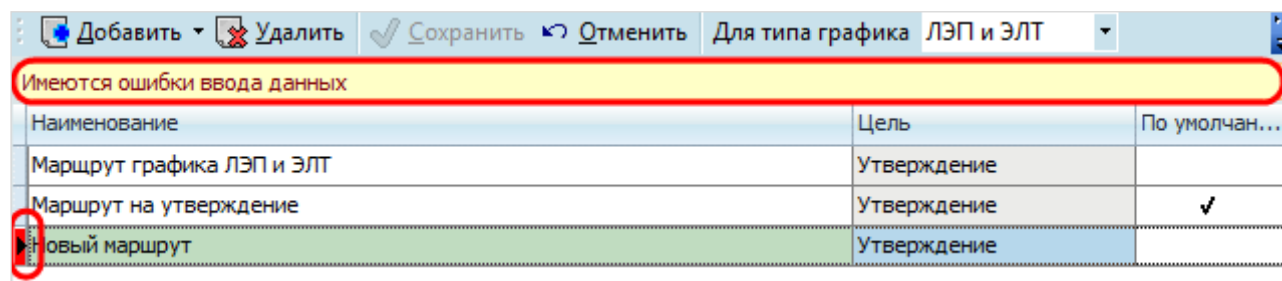 Добавить Удалить Сохранить Отменить Для типа графика ЛЭП и ЭЛТ
Имеются ошибки ввода данных
Наименование Цель По умолчан...
Марщрут графика ЛЭП и ЭЛТ Утверждение
Маршрут на утверждение Утверждение ✓
Новый маршрут Утверждение